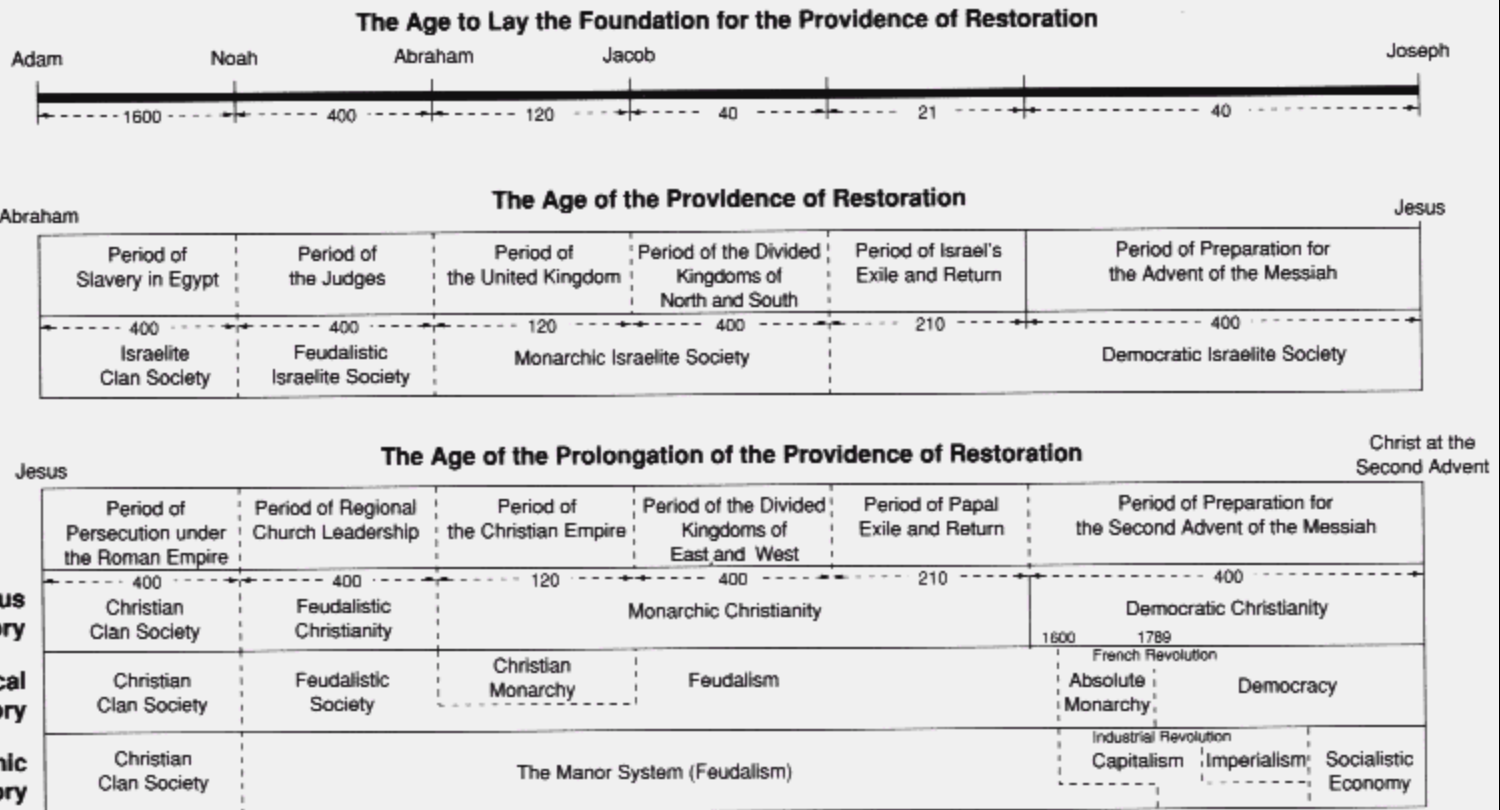 The Age to Lay the Foundation for the Providence of Restoration
Adam Noah Abraham Jacob Joseph
1600 400 120 40 21 40
The Age of the Providence of Restoration
Abraham Jesus
Period of
Slavery in Egypt
Period of
the Judges
Period of
the United Kingdom
Period of the Divided
Kingdoms of
North and South
Period of Israel's
Exile and Return
Period of Preparation for
the Advent of the Messiah
400 400 120 400 210 400
Israelite
Clan Society
Feudalistic
Israelite Society
Monarchic Israelite Society
Democratic Israelite Society
The Age of the Prolongation of the Providence of Restoration
Jesus
Christ at the
Second Advent
Period of
Persecution under
the Roman Empire
Period of Regional
Church Leadership
Period of
the Christian Empire
Period of the Divided
Kingdoms of
East and West
Period of Papal
Exile and Return
Period of Preparation for
the Second Advent of the Messiah
400 400 120 400 210 400
us
ry
Christian
Clan Society
Feudalistic
Christianity
Monarchic Christianity
Democratic Christianity
1600 1789
French Revolution
cal
ory
Christian
Clan Society
Feudalistic
Society
Christian
Monarchy
Feudalism
Absolute
Monarchy
Democracy
Industrial Revolution
nic
ory
Christian
Clan Society
The Manor System (Feudalism)
Capitalism
Imperialism
Socialistic
Economy